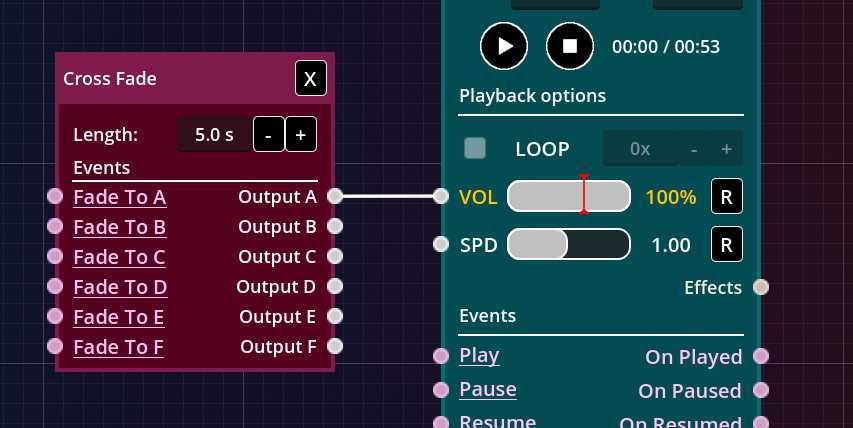 Cross Fade X
Length: 5.0 s - +
Events
Fade To A Output A
Fade To B Output B
Fade To C Output C
Fade To D Output D
Fade To E Output E
Fade To F Output F
00:00 / 00:53
Playback options
LOOP 0x - +
VOL 100% R
SPD 1.00 R
Effects
Events
Play On Played
Pause On Paused
Resume On Resumed